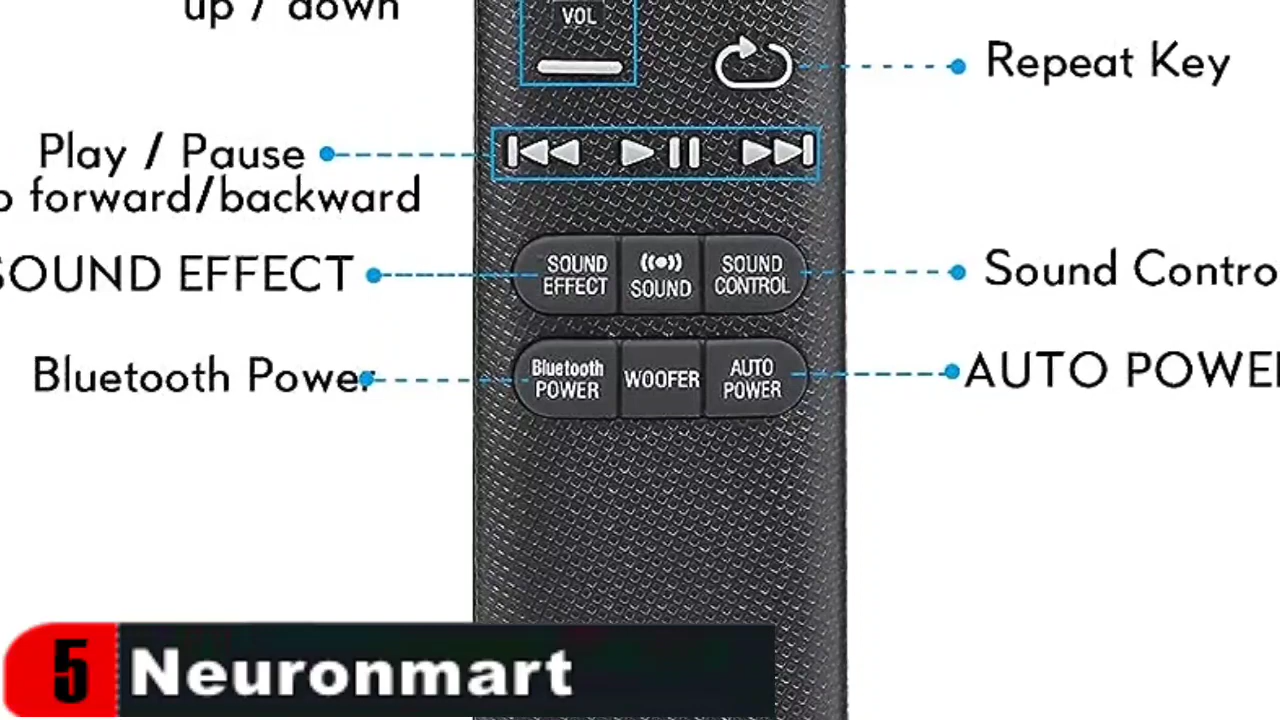 up / down
VOL
Repeat Key
Play / Pause
forward/backward
SOUND EFFECT
SOUND
EFFECT
((•))
SOUND
SOUND
CONTROL
Sound Contro
Bluetooth Power
Bluetooth
POWER
WOOFER
AUTO
POWER
AUTO POWE
5 Neuronmart